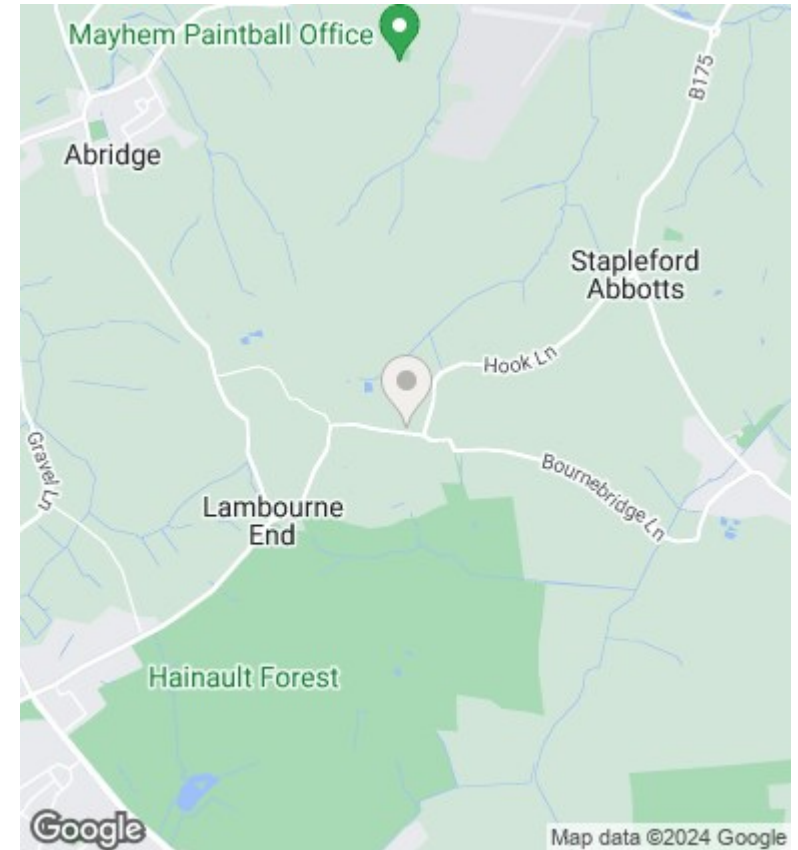 Mayhem Paintball Office
B175
Abridge
Stapleford
Abbotts
Hook Ln
Gravel Ln
Bournebridge Ln
Lambourne
End
Hainault Forest
Google
Map data ©2024 Google